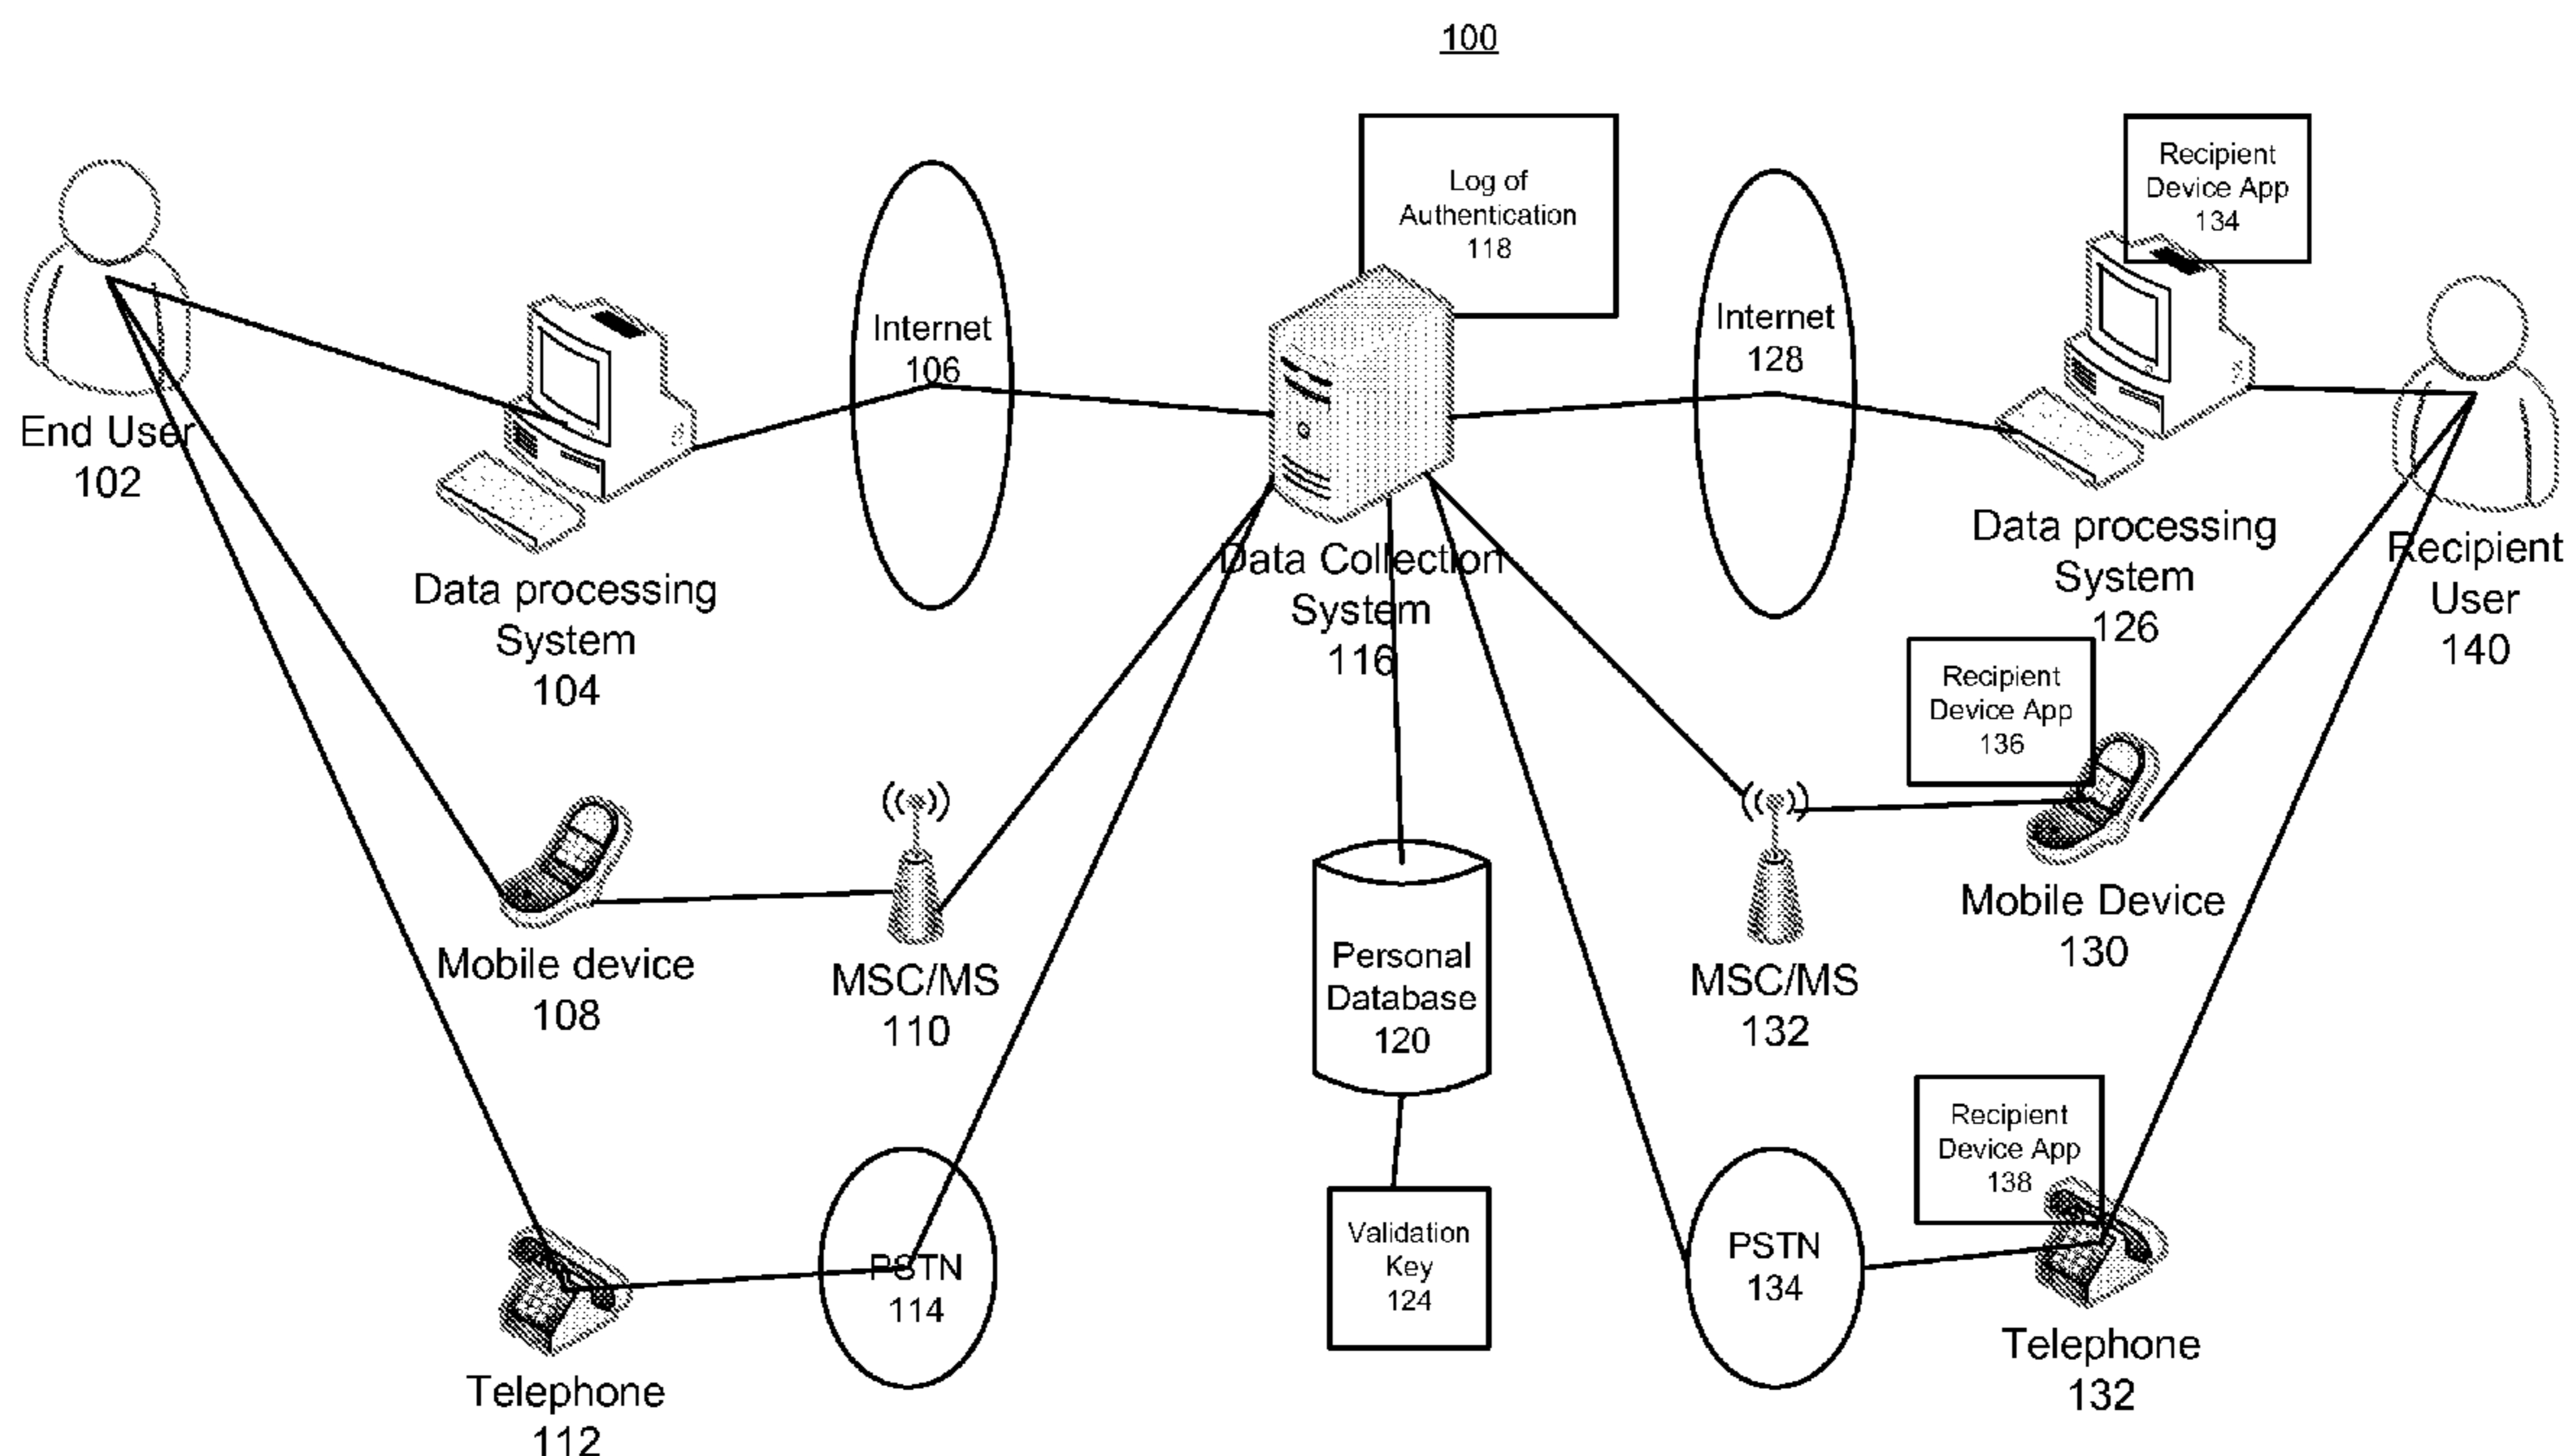 100
Log of
Authentication
118
Recipient
Device App
134
End User
102
Internet
106
Internet
128
Data processing
System
104
Data Collection
System
116
Data processing
System
126
Recipient
User
140
Recipient
Device App
136
Mobile device
108
MSC/MS
110
Personal
Database
120
MSC/MS
132
Mobile Device
130
Telephone
112
PSTN
114
Validation
Key
124
PSTN
134
Recipient
Device App
138
Telephone
132